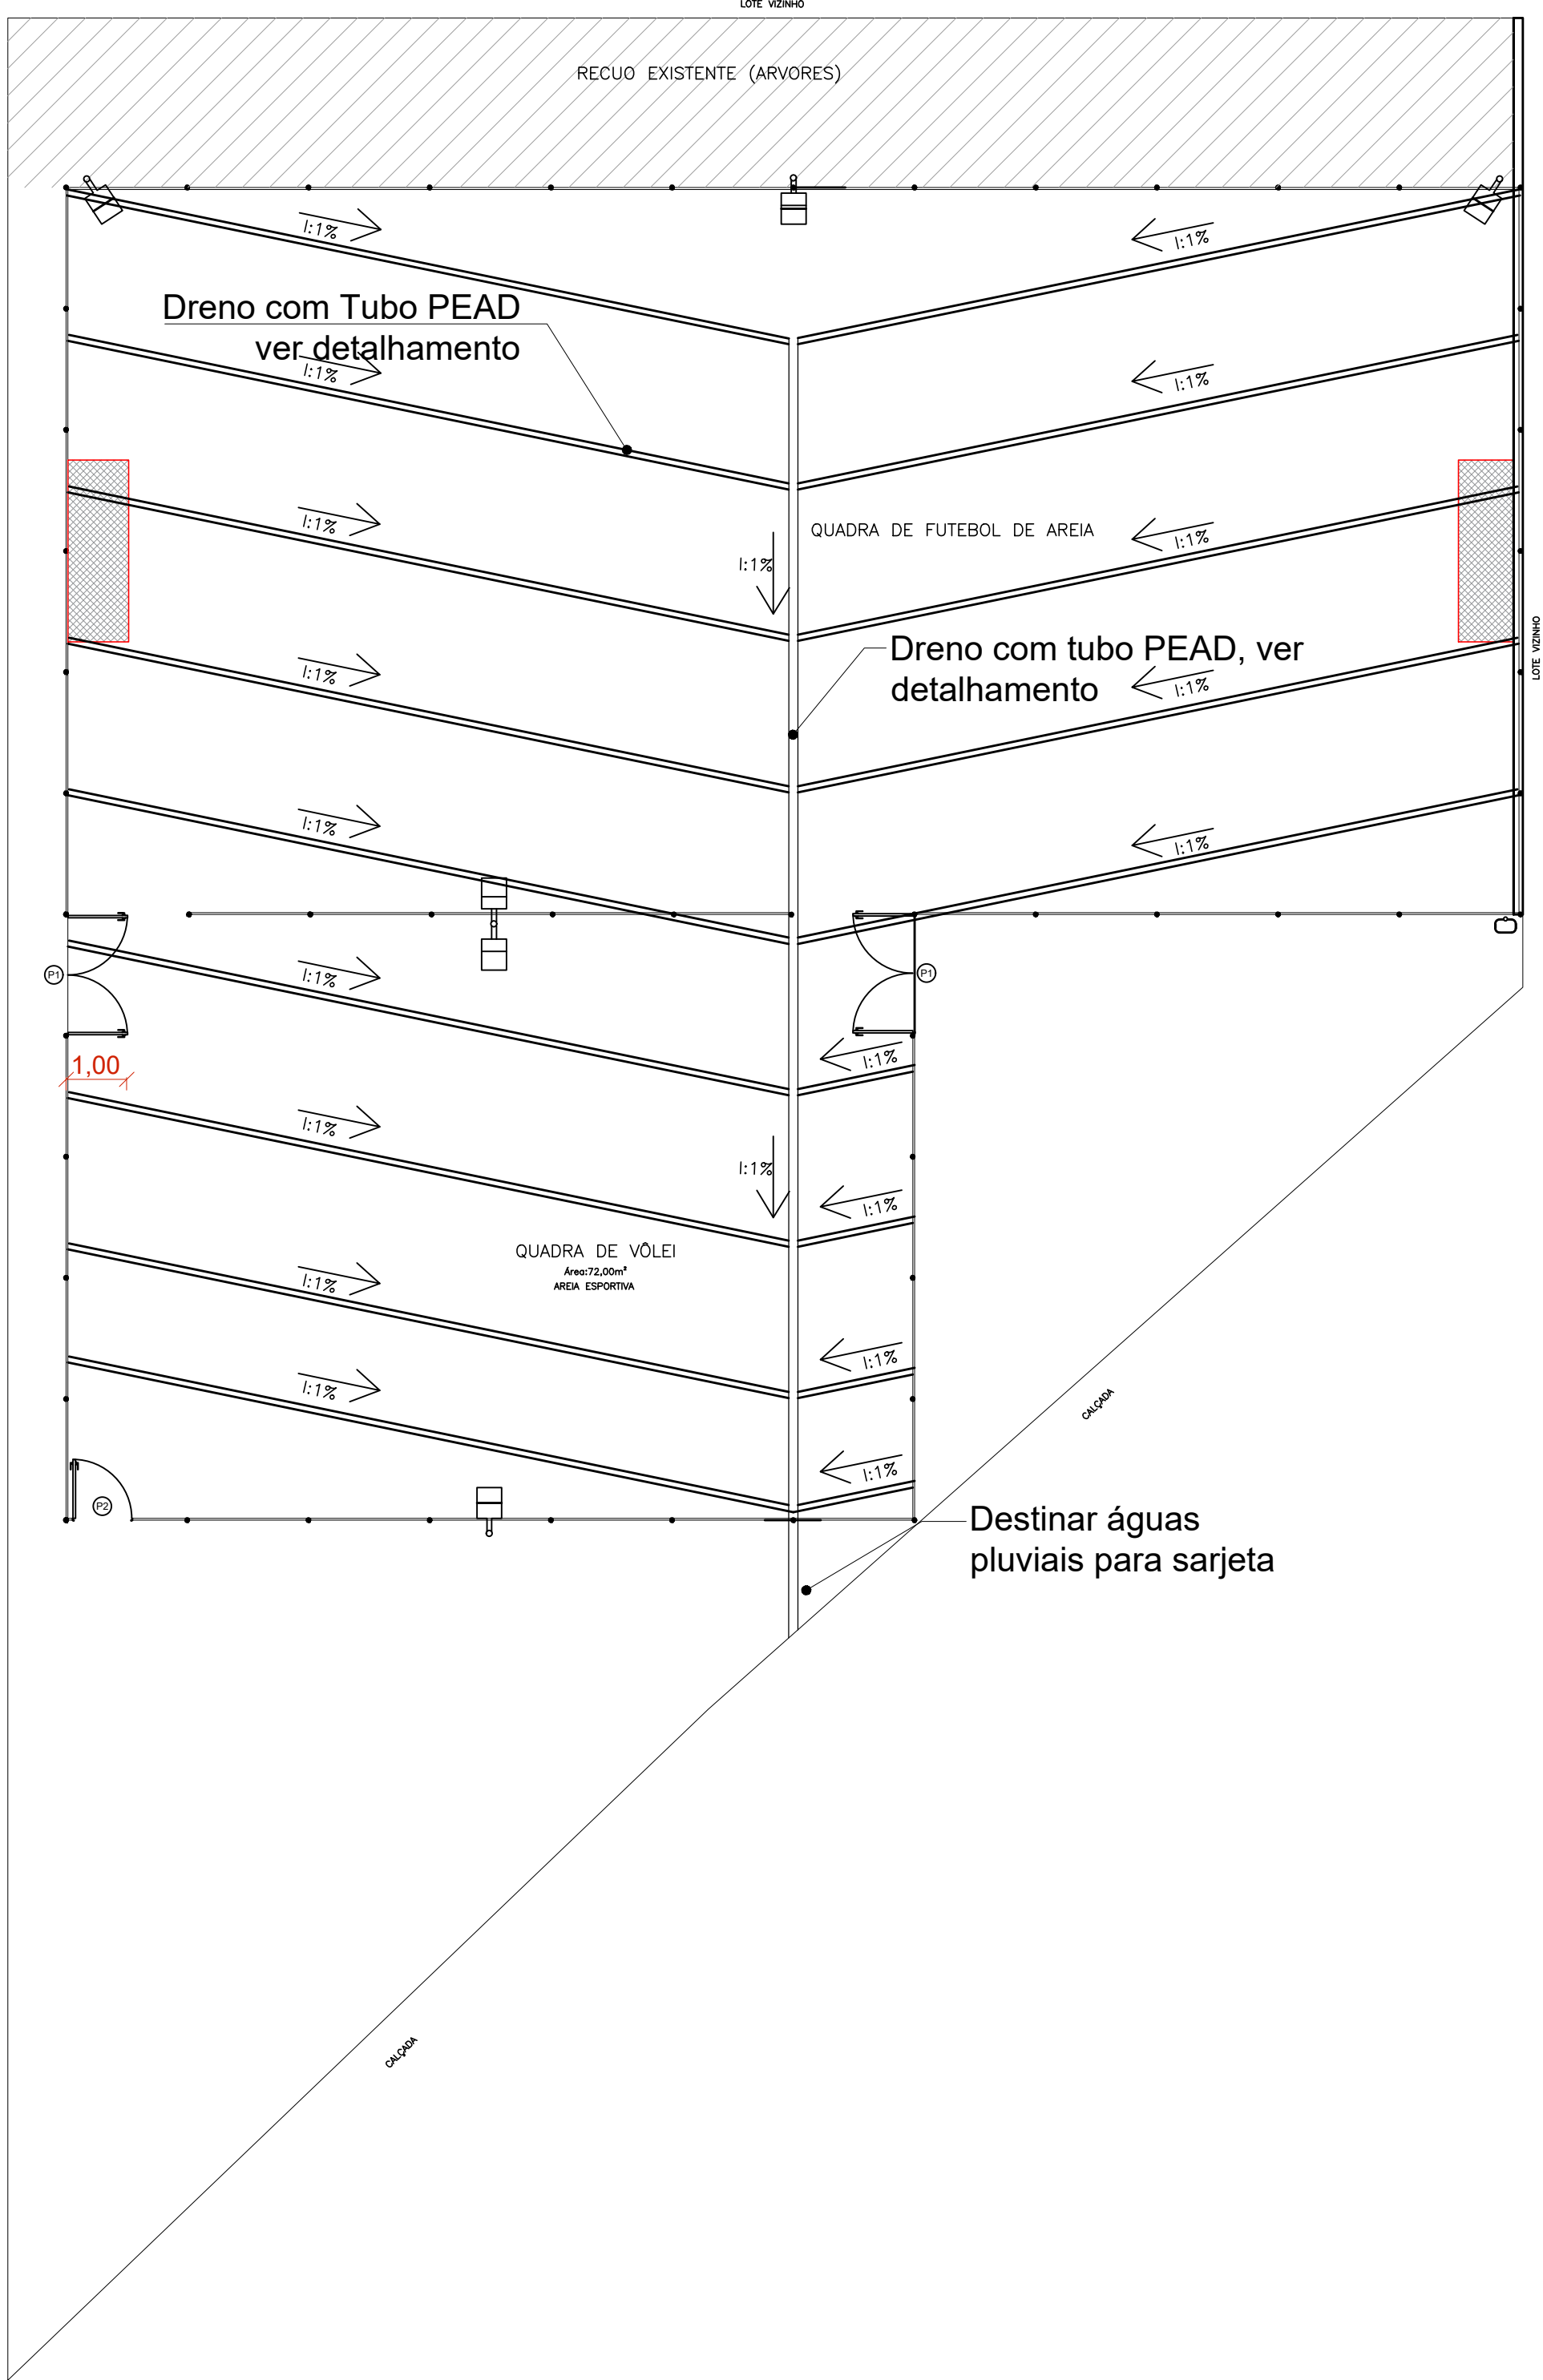 LOTE VIZINHO
RECUO EXISTENTE (ARVORES)
I:1%
I:1%
Dreno com Tubo PEAD
ver detalhamento
I:1%
I:1%
QUADRA DE FUTEBOL DE AREIA
I:1%
I:1%
I:1%
LOTE VIZINHO
Dreno com tubo PEAD, ver
detalhamento
I:1%
I:1%
I:1%
I:1%
P1
P1
I:1%
1,00
I:1%
I:1%
I:1%
I:1%
QUADRA DE VÔLEI
Área:72,00m²
AREIA ESPORTIVA
I:1%
I:1%
I:1%
CALÇADA
I:1%
P2
Destinar águas
pluviais para sarjeta
CALÇADA